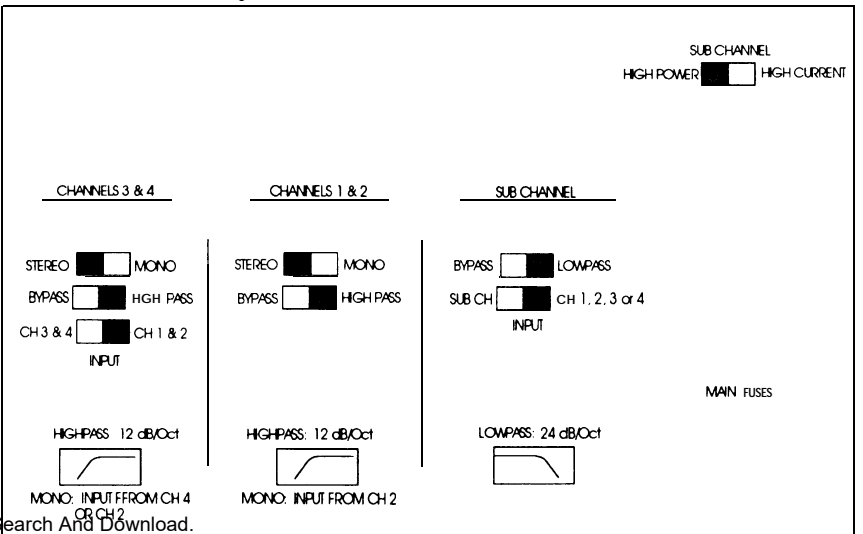 SUB CHANNEL
HIGH POWER HIGH CURRENT
CHANNELS 3 & 4
CHANNELS 1 & 2
SUB CHANNEL
STEREO MONO
BYPASS HGH PASS
CH 3 & 4 CH 1 & 2
INPUT
STEREO MONO
BYPASS HIGH PASS
BYPASS LOWPASS
SUB CH CH 1, 2, 3 or 4
INPUT
MAIN FUSES
HIGHPASS 12 dB/Oct
MONO: INPUT FFROM CH 4
OR CH 2
HIGHPASS: 12 dB/Oct
MONO: INPUT FROM CH 2
LOWPASS: 24 dB/Oct
earch And Download.